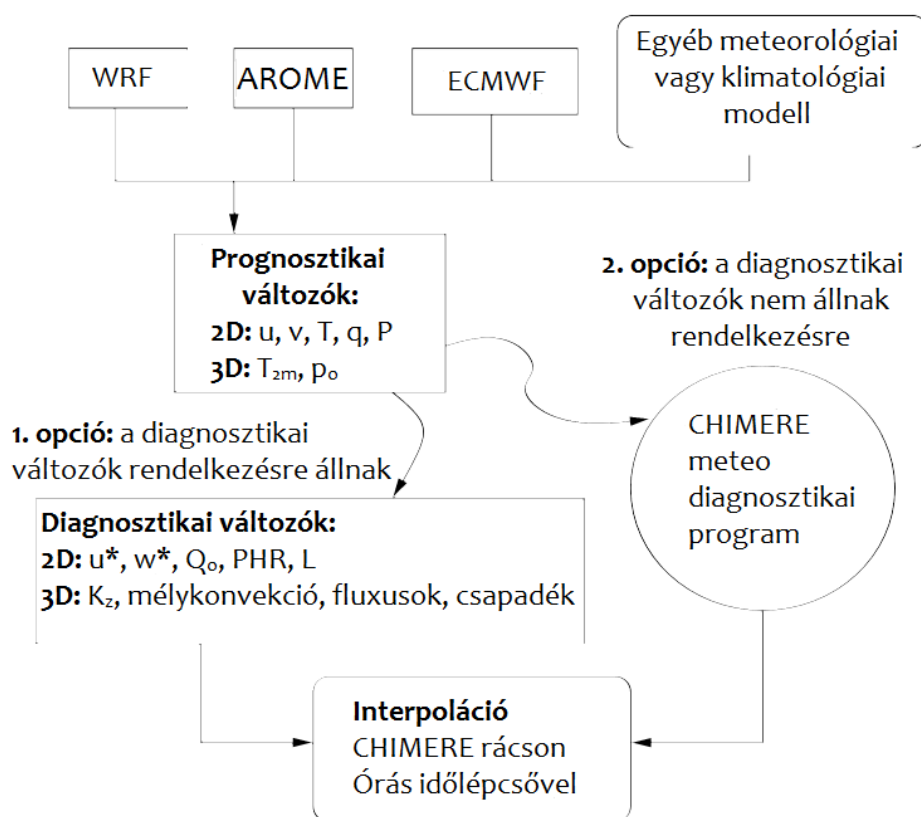 WRF
AROME
ECMWF
Egyéb meteorológiai
vagy klimatológiai
modell
Prognosztikai
változók:
2D: u, v, T, q, P
3D: T₂ₘ, p₀
2. opció: a diagnosztikai
változók nem állnak
rendelkezésre
1. opció: a diagnosztikai
változók rendelkezésre állnak
CHIMERE
meteo
diagnosztikai
program
Diagnosztikai változók:
2D: u*, w*, Q₀, PHR, L
3D: Kz, mélykonvekció, fluxusok, csapadék
Interpoláció
CHIMERE rácson
Órás időlépcsővel